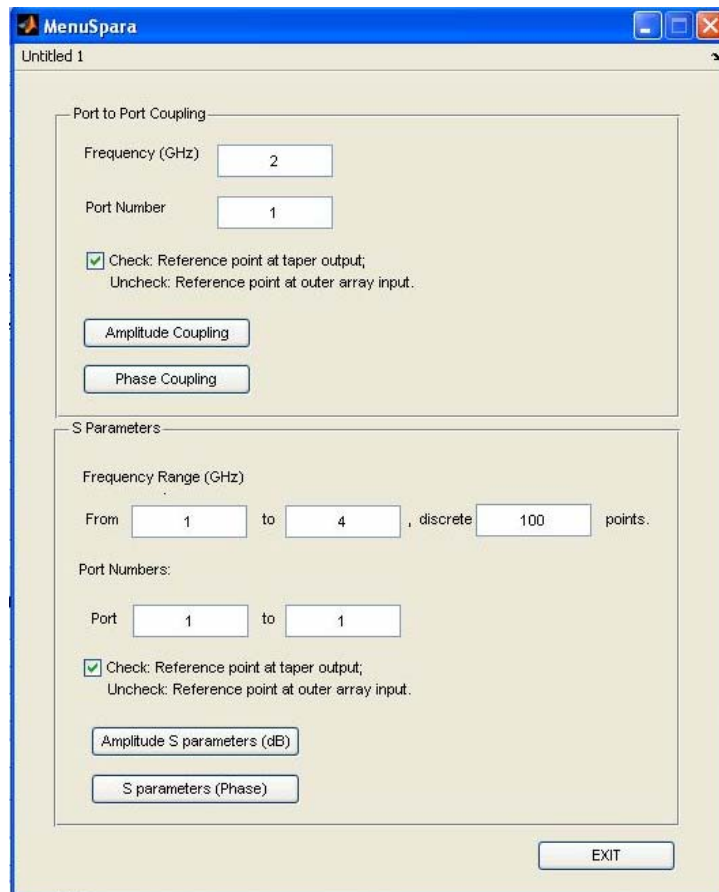 MenuSpara
Untitled 1
Port to Port Coupling
Frequency (GHz) 2
Port Number 1
Check: Reference point at taper output;
Uncheck: Reference point at outer array input.
Amplitude Coupling
Phase Coupling
S Parameters
Frequency Range (GHz)
From 1 to 4 , discrete 100 points.
Port Numbers:
Port 1 to 1
Check: Reference point at taper output;
Uncheck: Reference point at outer array input.
Amplitude S parameters (dB)
S parameters (Phase)
EXIT